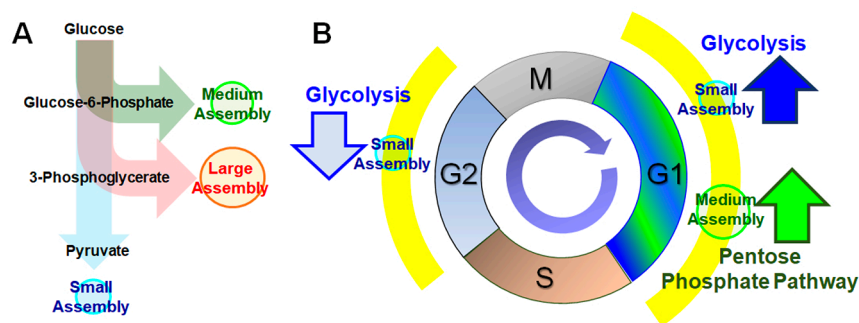 A
Glucose
Glucose-6-Phosphate
Medium
Assembly
3-Phosphoglycerate
Large
Assembly
Pyruvate
Small
Assembly
B
Glycolysis
Small
Assembly
M
G1
S
G2
Glycolysis
Small
Assembly
Medium
Assembly
Pentose
Phosphate Pathway